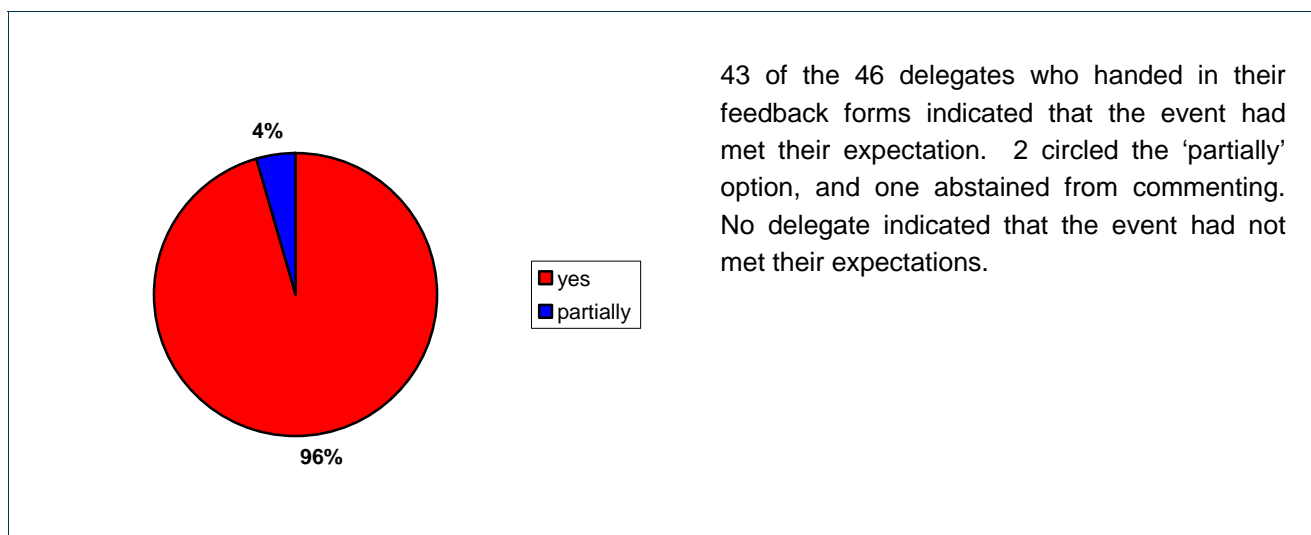 4%
96%
yes
partially
43 of the 46 delegates who handed in their
feedback forms indicated that the event had
met their expectation. 2 circled the ‘partially’
option, and one abstained from commenting.
No delegate indicated that the event had not
met their expectations.